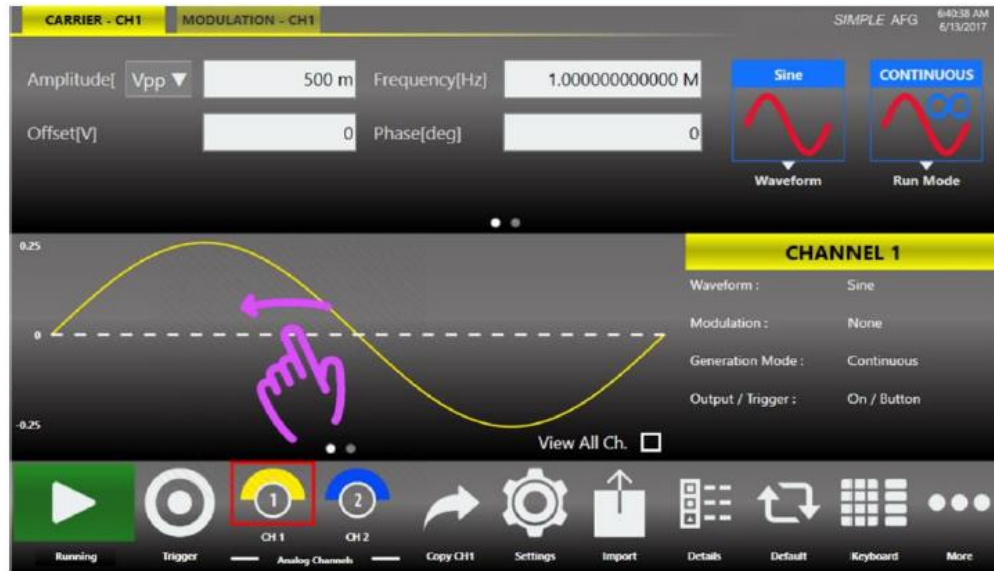 CARRIER - CH1 MODULATION - CH1 SIMPLE AFG 6:40:38 AM
6/13/2017
Amplitude[ Vpp ▼ 500 m Frequency[Hz] 1.000000000000 M Sine CONTINUOUS
Offset[V] 0 Phase[deg] 0
Waveform Run Mode
0.25 CHANNEL 1
Waveform : Sine
Modulation : None
0
Generation Mode : Continuous
Output / Trigger : On / Button
-0.25
View All Ch.
1 2
CH 1 CH 2
Running Trigger Analog Channels Copy CH1 Settings Import Details Default Keyboard More